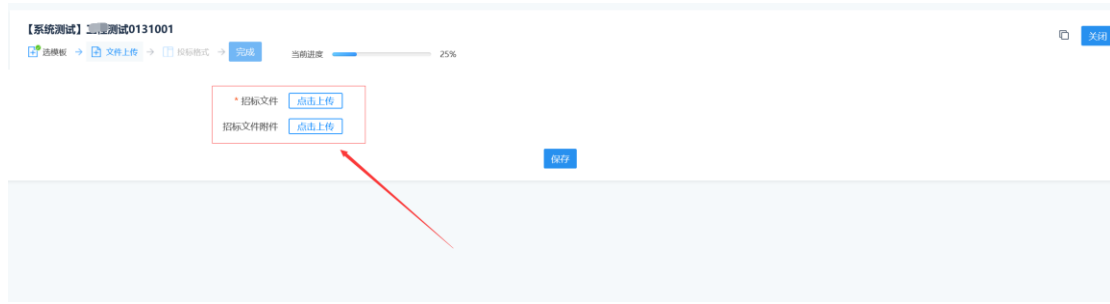 【系统测试】工程测试0131001
关闭
选模板 → 文件上传 → 投标格式 → 完成 当前进度 25%
* 招标文件 点击上传
招标文件附件 点击上传
保存